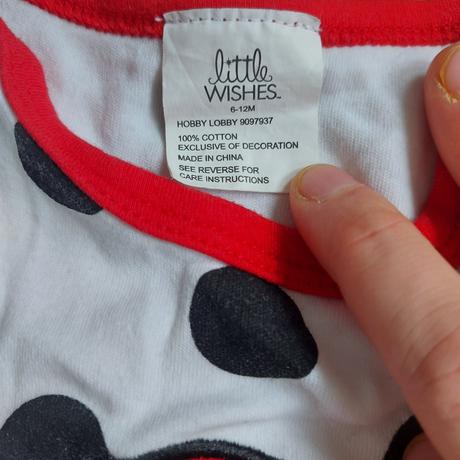 little
WISHES™
6-12M
HOBBY LOBBY 9097937
100% COTTON
EXCLUSIVE OF DECORATION
MADE IN CHINA
SEE REVERSE FOR
CARE INSTRUCTIONS